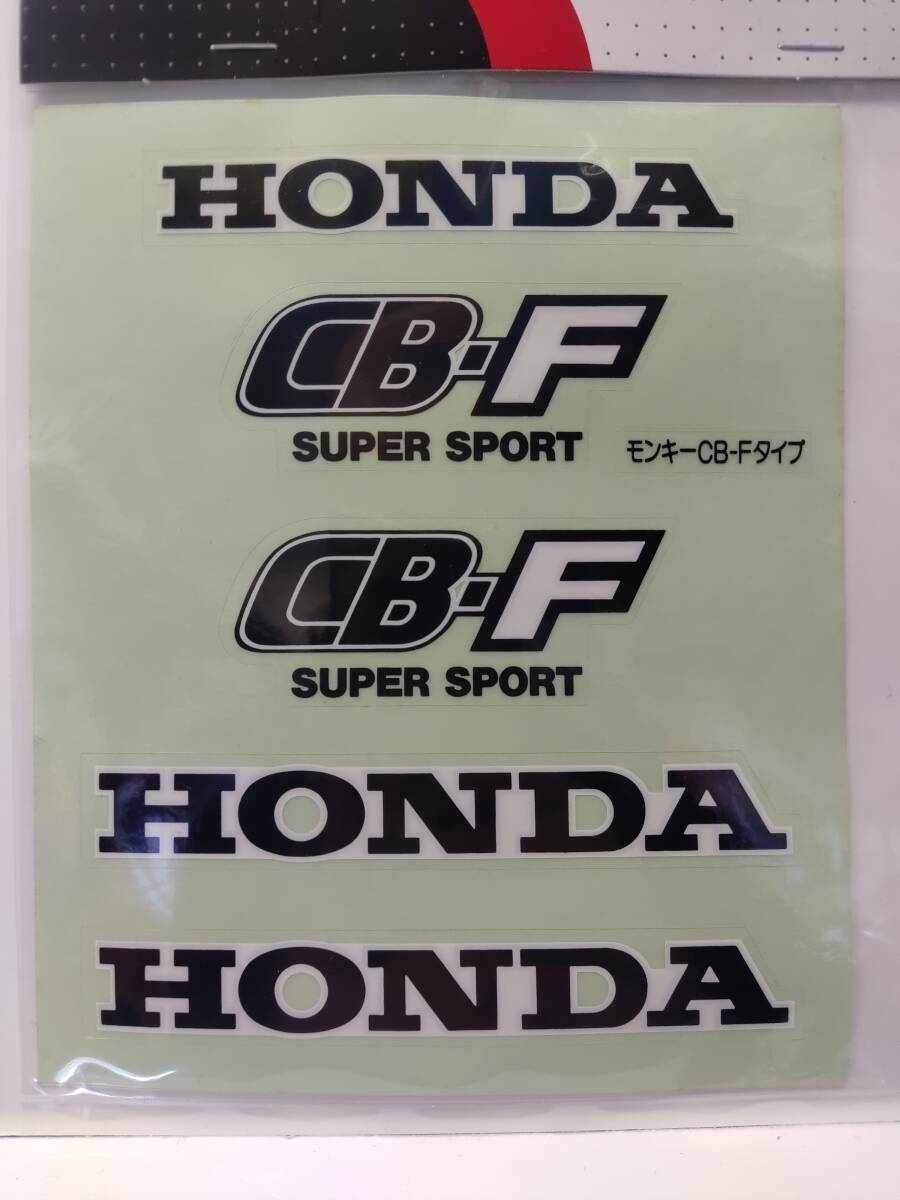 HONDA
CB-F
SUPER SPORT
モンキーCB-Fタイプ
CB-F
SUPER SPORT
HONDA
HONDA